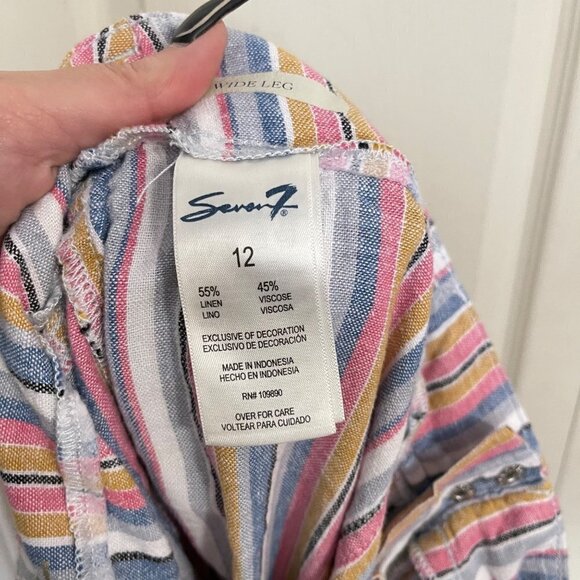 WIDE LEG
Seven7®
12
55% 45%
LINEN VISCOSE
LINO VISCOSA
EXCLUSIVE OF DECORATION
EXCLUSIVO DE DECORACIÓN
MADE IN INDONESIA
HECHO EN INDONESIA
RN# 109890
OVER FOR CARE
VOLTEAR PARA CUIDADO